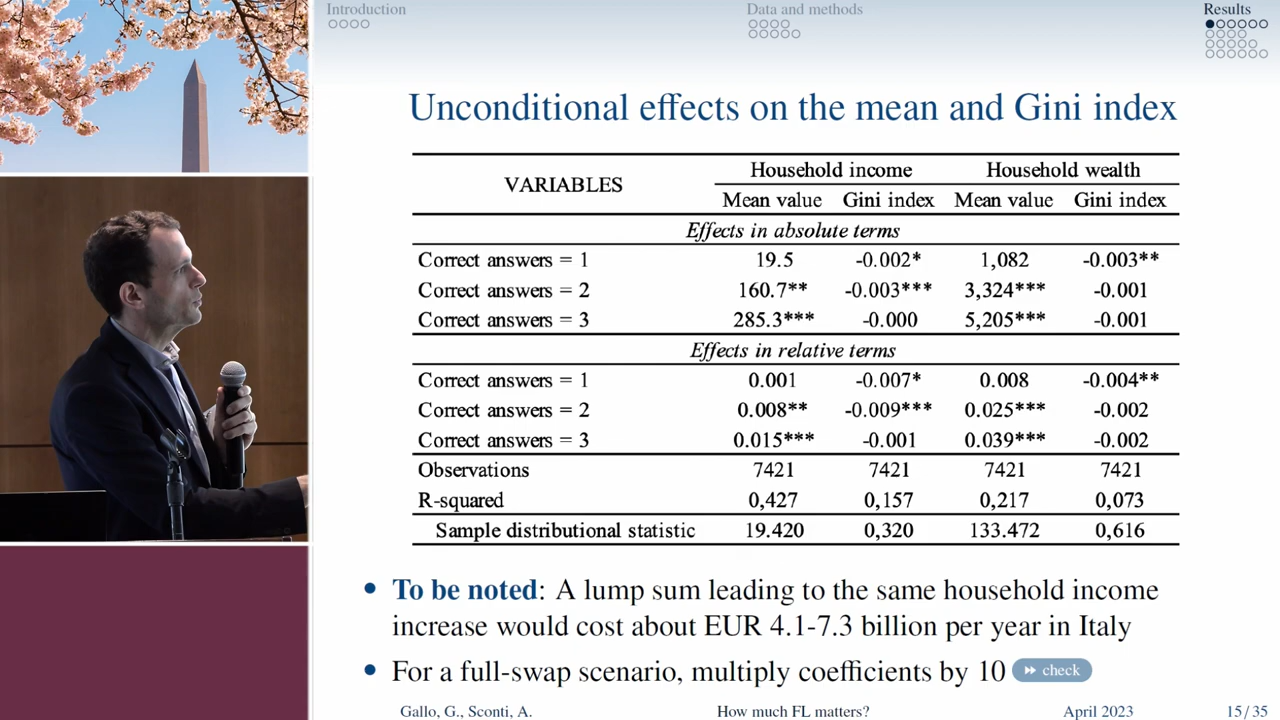 Introduction
Data and methods
Results
Unconditional effects on the mean and Gini index
VARIABLES
Household income
Household wealth
Mean value
Gini index
Mean value
Gini index
Effects in absolute terms
Correct answers = 1 19.5 -0.002* 1,082 -0.003**
Correct answers = 2 160.7** -0.003*** 3,324*** -0.001
Correct answers = 3 285.3*** -0.000 5,205*** -0.001
Effects in relative terms
Correct answers = 1 0.001 -0.007* 0.008 -0.004**
Correct answers = 2 0.008** -0.009*** 0.025*** -0.002
Correct answers = 3 0.015*** -0.001 0.039*** -0.002
Observations 7421 7421 7421 7421
R-squared 0,427 0,157 0,217 0,073
Sample distributional statistic 19.420 0,320 133.472 0,616
• To be noted: A lump sum leading to the same household income
increase would cost about EUR 4.1-7.3 billion per year in Italy
• For a full-swap scenario, multiply coefficients by 10 check
Gallo, G., Sconti, A.
How much FL matters?
April 2023
15 / 35